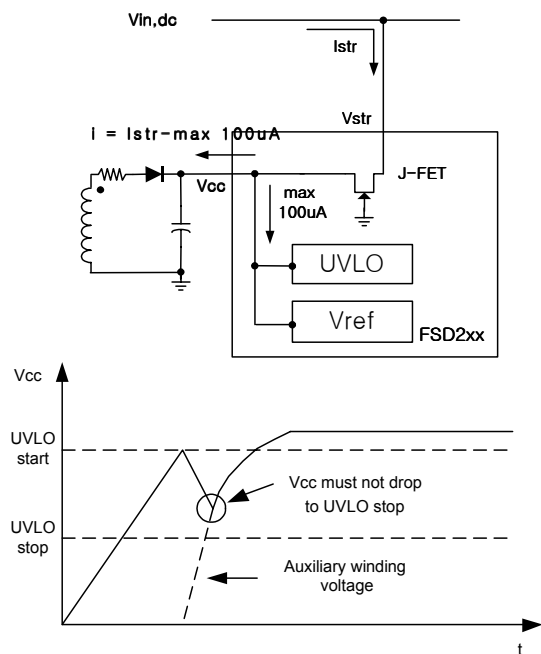 Vin,dc
Istr
Vstr
i = Istr-max 100uA
J-FET
Vcc
max
100uA
UVLO
Vref
FSD2xx
Vcc
UVLO
start
Vcc must not drop
to UVLO stop
UVLO
stop
Auxiliary winding
voltage
t